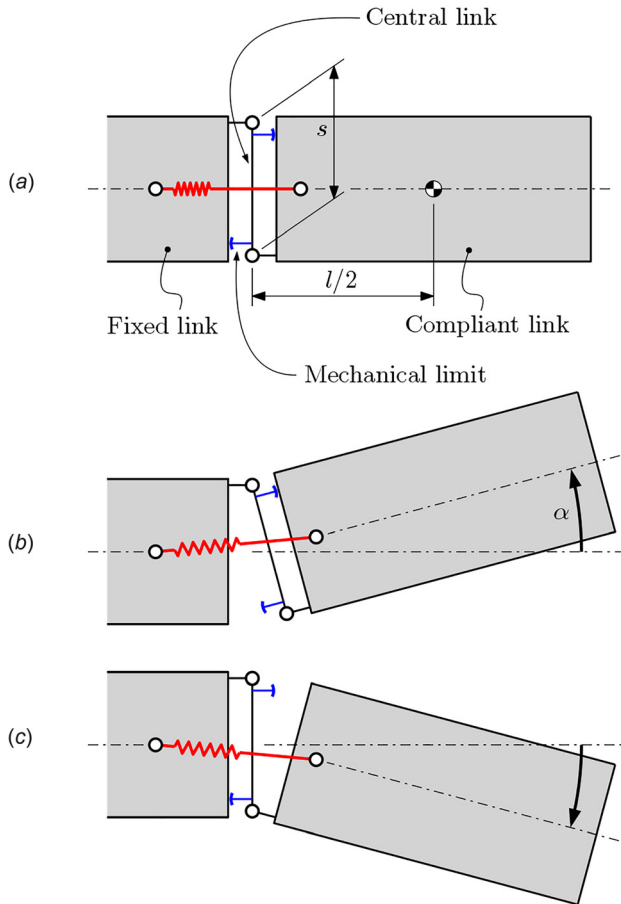 Central link
s
(a)
l/2
Fixed link
Compliant link
Mechanical limit
α
(b)
(c)